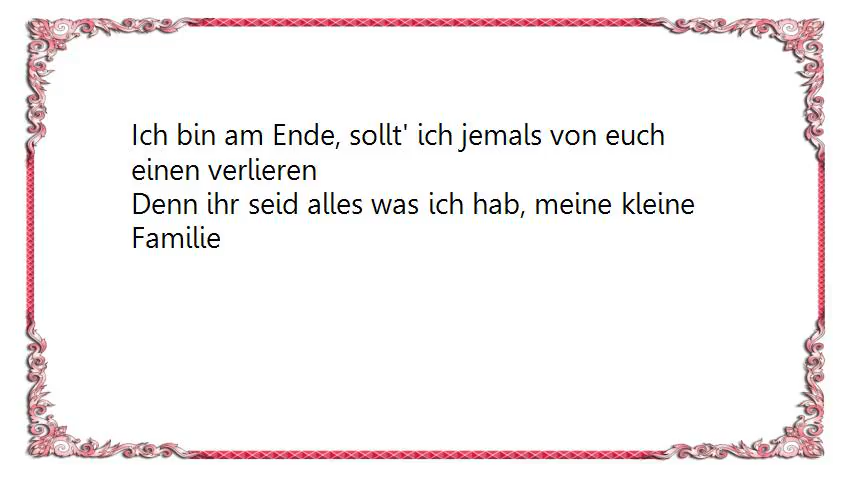 Ich bin am Ende, sollt' ich jemals von euch
einen verlieren
Denn ihr seid alles was ich hab, meine kleine
Familie